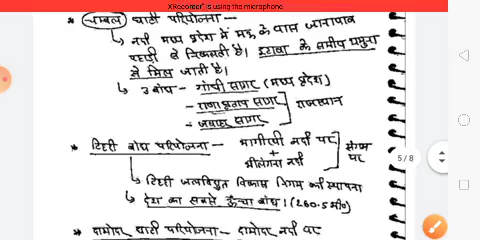 XRecorder is using the microphone
* चम्बल घाटी परियोजना —
→ नदी मध्य प्रदेश में मऊ के पास जानापाव
पहाड़ी से निकलती है। इटावा के समीप यमुना
से मिल जाती है।
→ 3 बांध - गाँधी सागर (मध्य प्रदेश)
- राणा प्रताप सागर
- जवाहर सागर
राजस्थान
* टिहरी बांध परियोजना — भागीरथी नदी पर
+
भीलंगना नदी
संगम
पर
→ टिहरी जलविद्युत विकास निगम की स्थापना
→ देश का सबसे ऊँचा बांध। (260.5 मी०)
5 / 8
* दामोदर घाटी परियोजना — दामोदर नदी पर